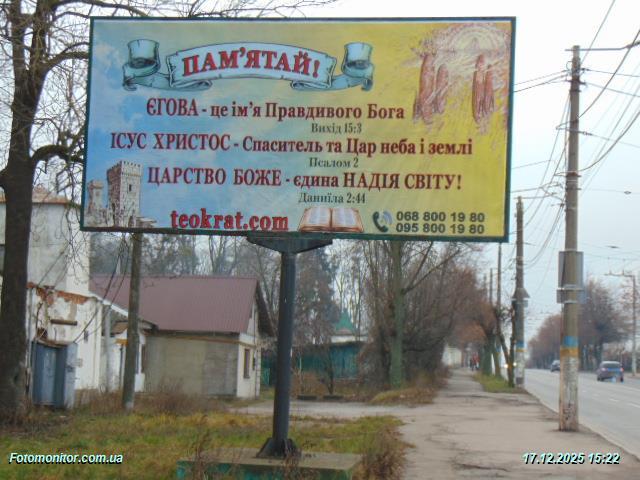 ПАМ'ЯТАЙ!
ЄГОВА - це ім'я Правдивого Бога
Вихід 15:3
ІСУС ХРИСТОС - Спаситель та Цар неба і землі
Псалом 2
ЦАРСТВО БОЖЕ - єдина НАДІЯ СВІТУ!
Даниїла 2:44
teokrat.com
068 800 19 80
095 800 19 80
Fotomonitor.com.ua
17.12.2025 15:22